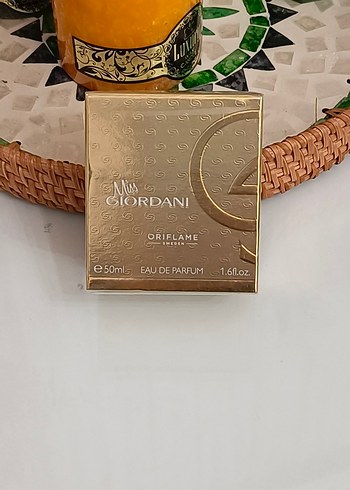 Miss
GIORDANI
ORIFLAME
SWEDEN
℮50ml EAU DE PARFUM 1.6fl.oz.